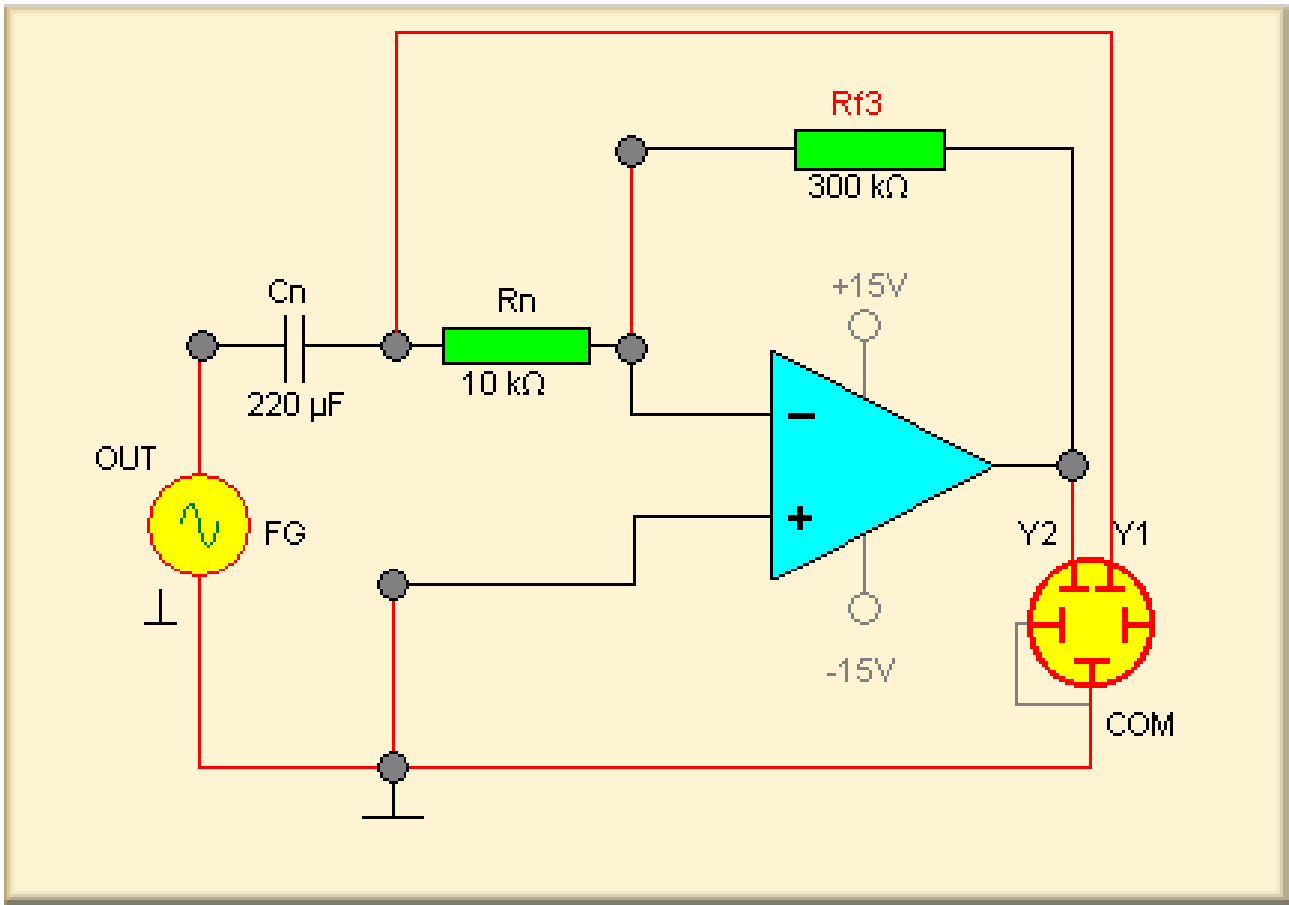 Rf3
300 kΩ
+15V
Cn
Rn
10 kΩ
220 µF
−
OUT
+
FG
Y2
Y1
-15V
COM